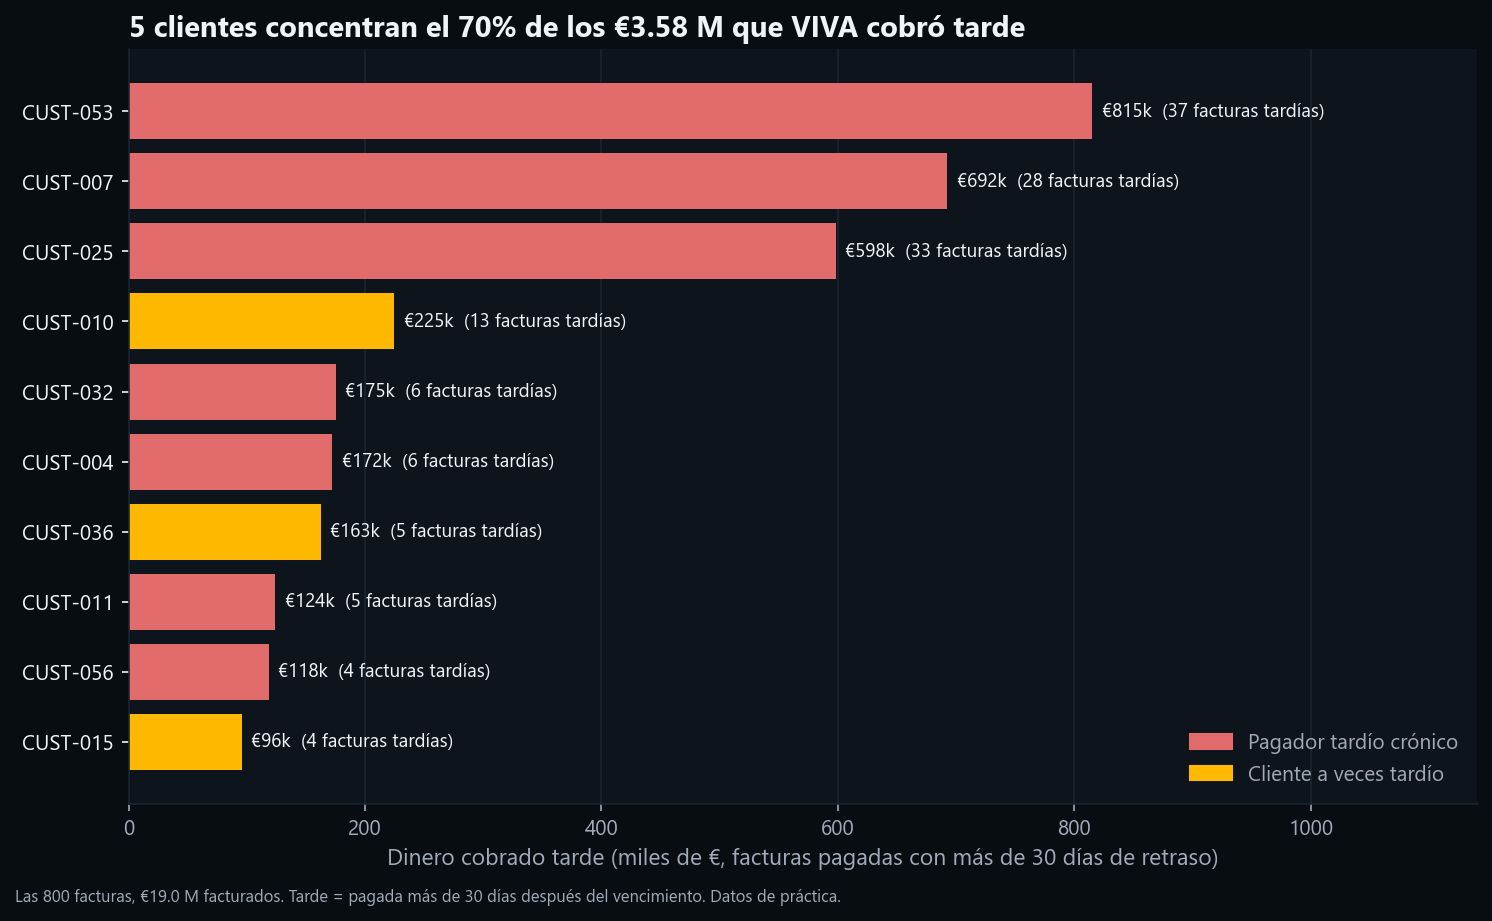 5 clientes concentran el 70% de los €3.58 M que VIVA cobró tarde
CUST-053 €815k (37 facturas tardías)
CUST-007 €692k (28 facturas tardías)
CUST-025 €598k (33 facturas tardías)
CUST-010 €225k (13 facturas tardías)
CUST-032 €175k (6 facturas tardías)
CUST-004 €172k (6 facturas tardías)
CUST-036 €163k (5 facturas tardías)
CUST-011 €124k (5 facturas tardías)
CUST-056 €118k (4 facturas tardías)
CUST-015 €96k (4 facturas tardías)
Pagador tardío crónico
Cliente a veces tardío
0 200 400 600 800 1000
Dinero cobrado tarde (miles de €, facturas pagadas con más de 30 días de retraso)
Las 800 facturas, €19.0 M facturados. Tarde = pagada más de 30 días después del vencimiento. Datos de práctica.